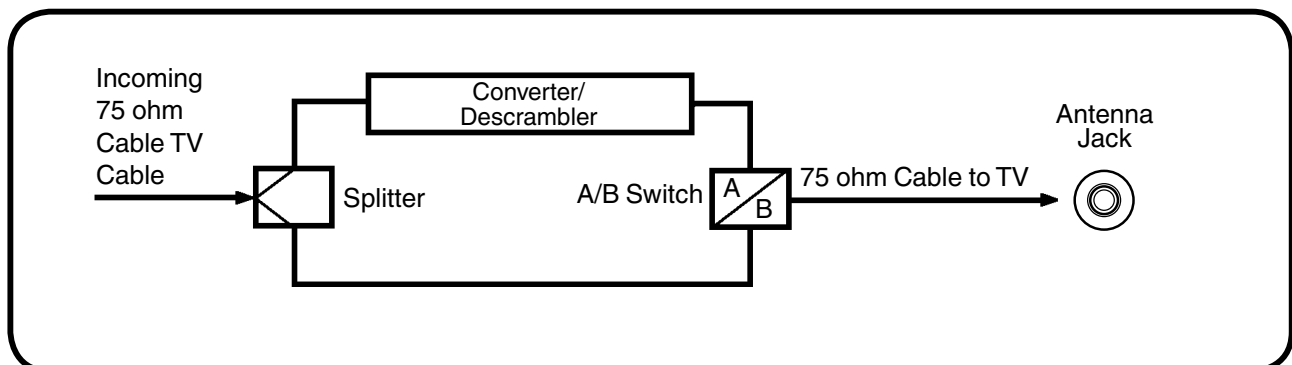 Incoming
75 ohm
Cable TV
Cable
Converter/
Descrambler
Splitter
A/B Switch
A
B
75 ohm Cable to TV
Antenna
Jack